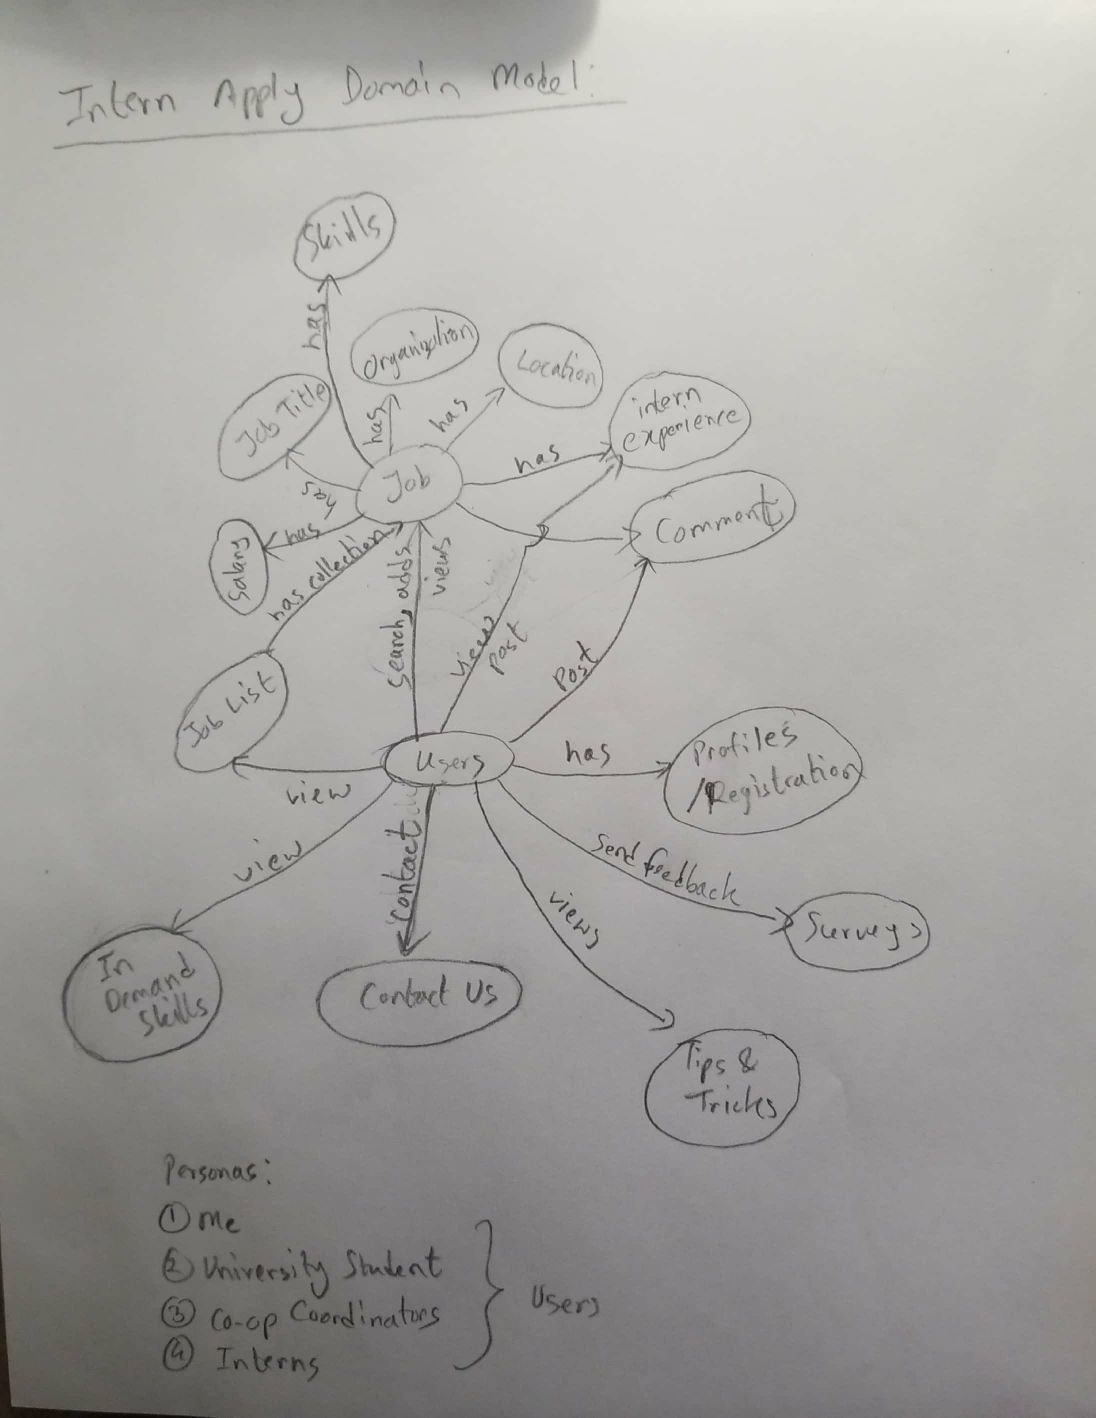 Intern Apply Domain Model:
Skills
has
Organization
Location
Job Title
has
has
intern
experience
has
Job
has
Comment
has
Salary
has collection
search, adds
views
view
post
Post
Job List
Users
has
Profiles
/Registration
view
view
contact
views
Send feedback
Surveys
In
Demand
Skills
Contact Us
Tips &
Tricks
Personas:
① Me
② University Student
③ Co-op Coordinators
④ Interns
Users